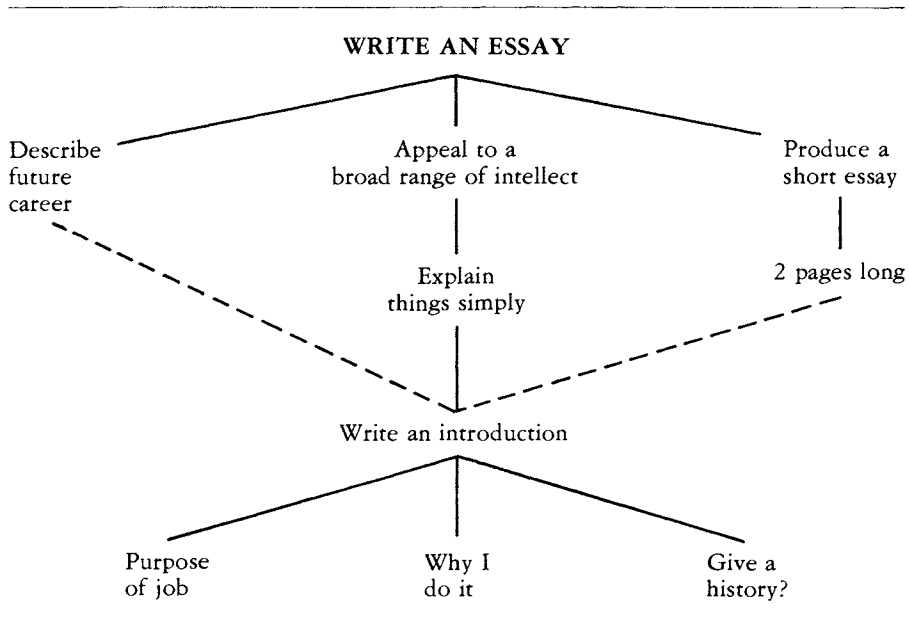 WRITE AN ESSAY
Describe
future
career
Appeal to a
broad range of intellect
Produce a
short essay
Explain
things simply
2 pages long
Write an introduction
Purpose
of job
Why I
do it
Give a
history?